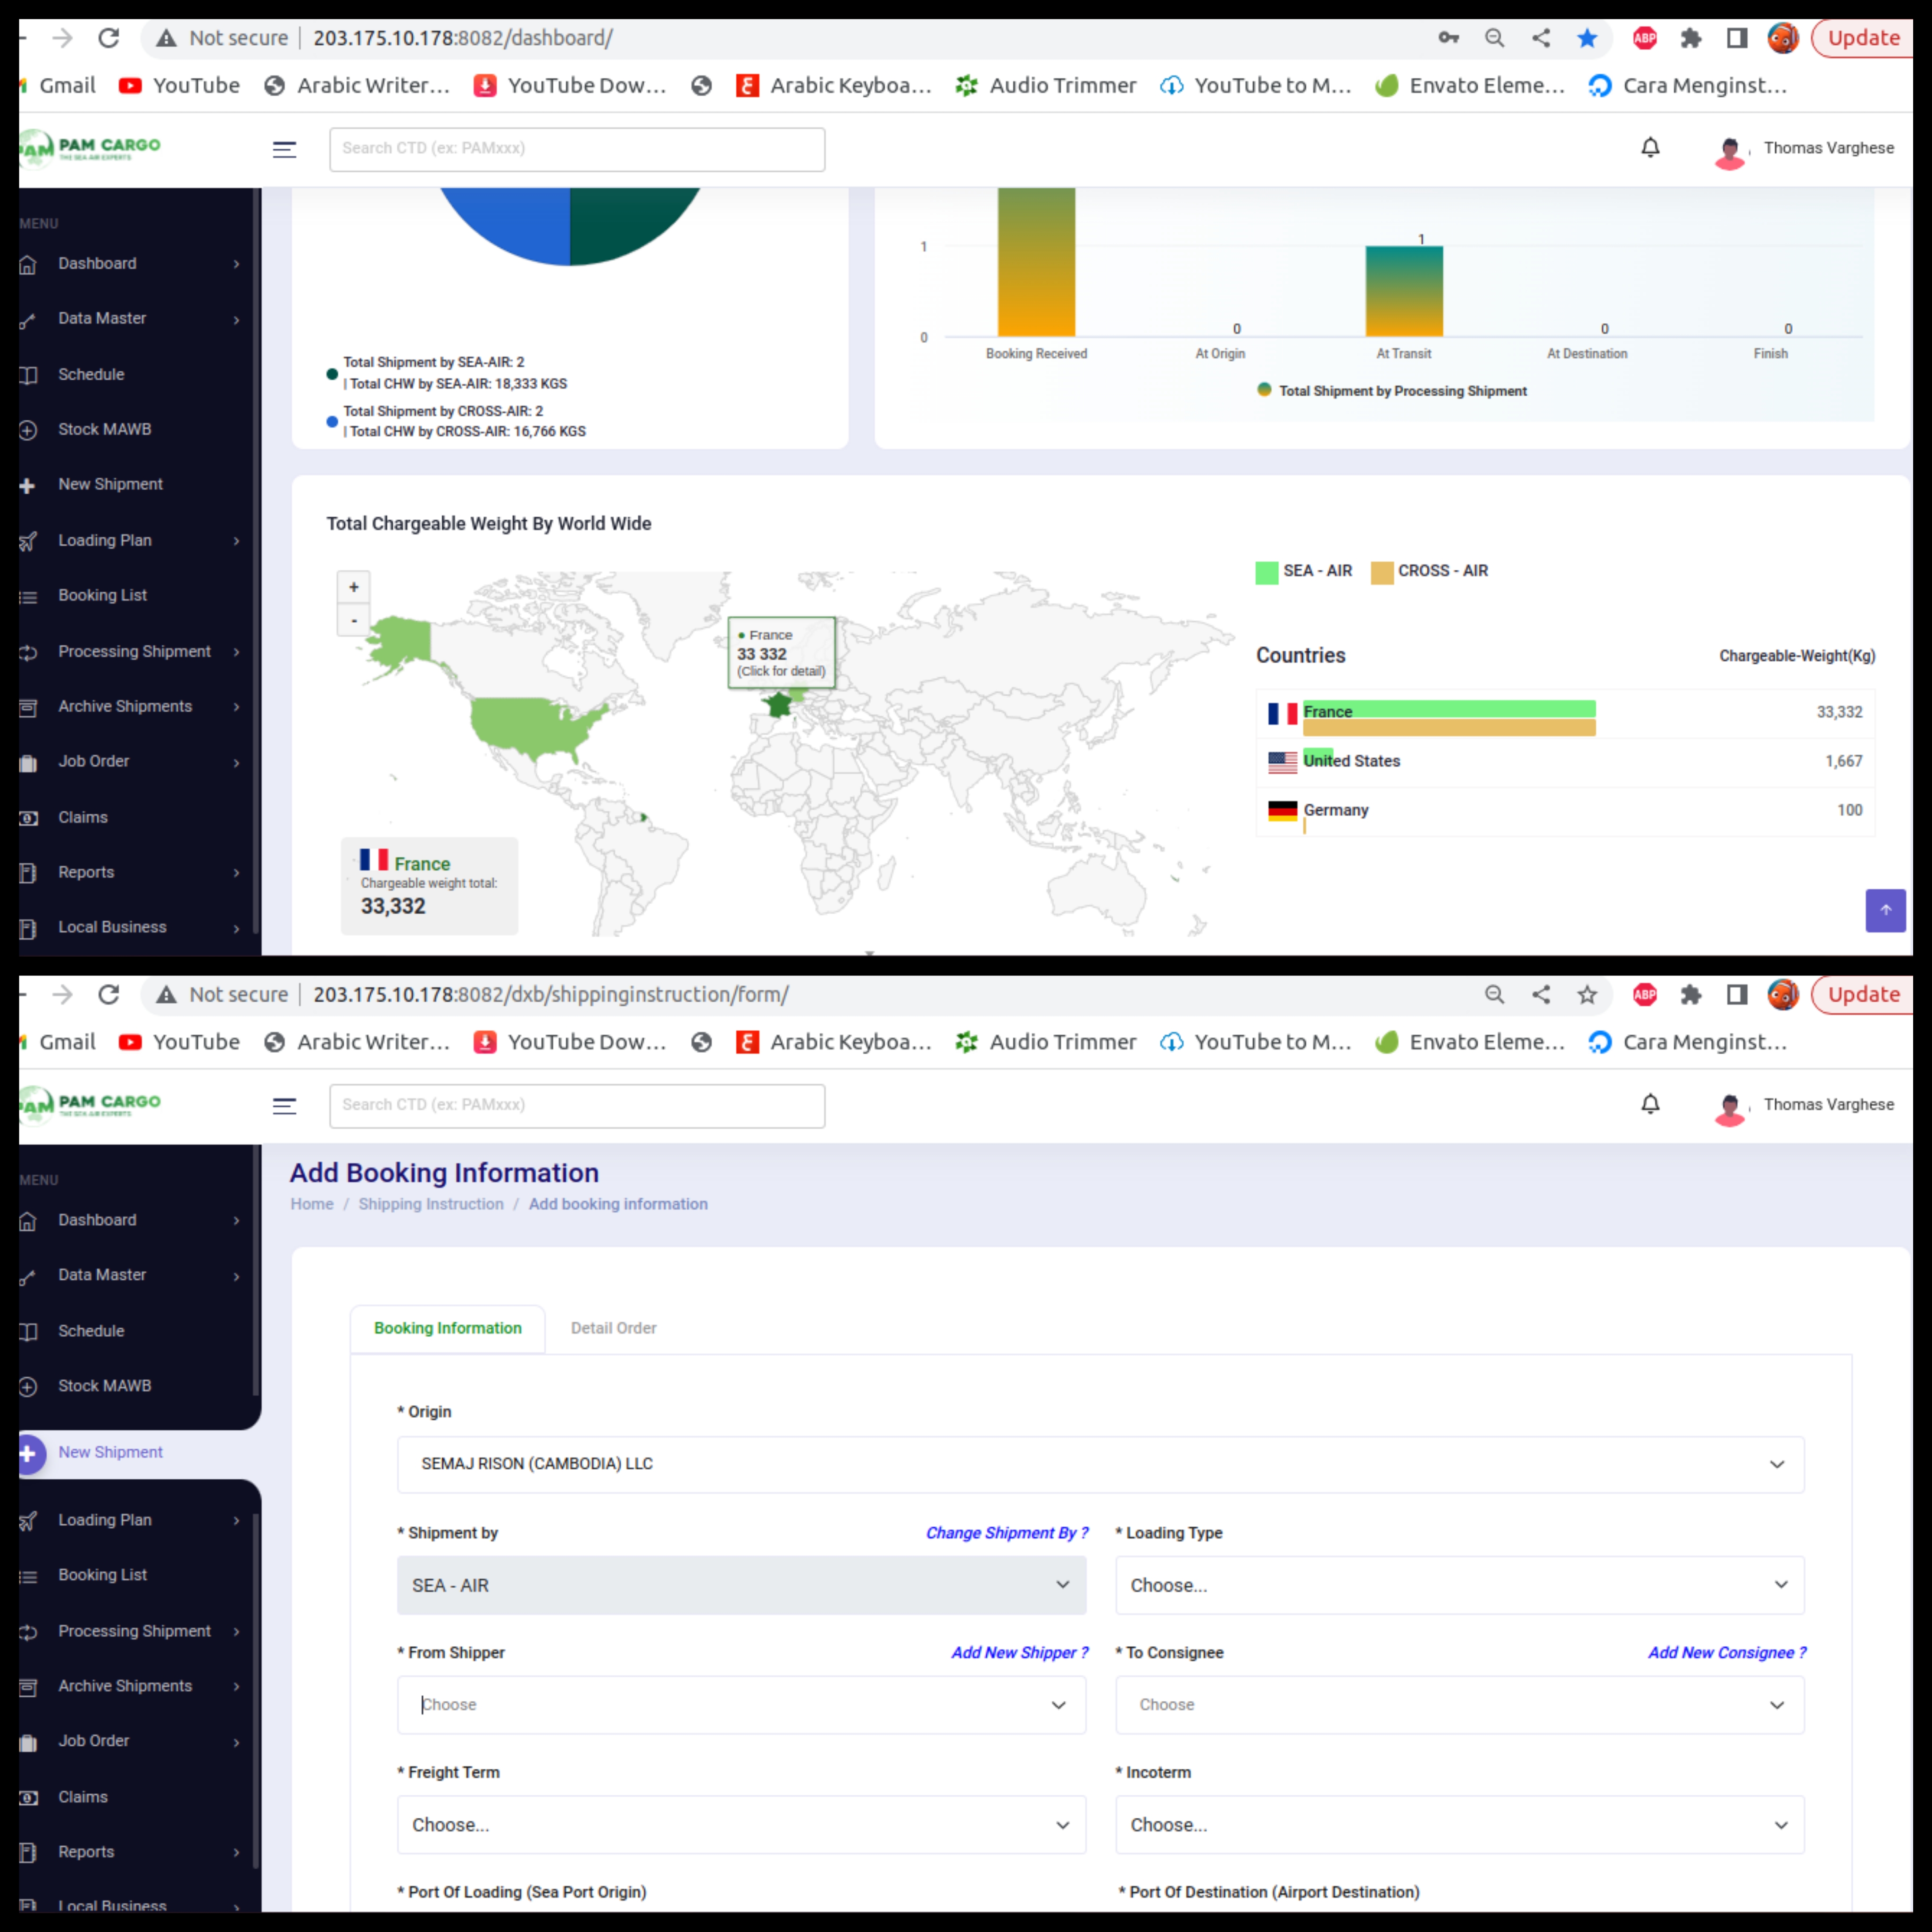 Not secure | 203.175.10.178:8082/dashboard/
Update
Gmail YouTube Arabic Writer... YouTube Dow... Arabic Keyboa... Audio Trimmer YouTube to M... Envato Eleme... Cara Menginst...
PAM CARGO
THE SEA-AIR EXPERTS
Search CTD (ex: PAMxxx)
Thomas Varghese
MENU
Dashboard
Data Master
Schedule
Stock MAWB
New Shipment
Loading Plan
Booking List
Processing Shipment
Archive Shipments
Job Order
Claims
Reports
Local Business
Total Shipment by SEA-AIR: 2
| Total CHW by SEA-AIR: 18,333 KGS
Total Shipment by CROSS-AIR: 2
| Total CHW by CROSS-AIR: 16,766 KGS
1
0
0
1
0
0
Booking Received At Origin At Transit At Destination Finish
Total Shipment by Processing Shipment
Total Chargeable Weight By World Wide
+
-
France
33 332
(Click for detail)
France
Chargeable weight total:
33,332
SEA - AIR CROSS - AIR
Countries Chargeable-Weight(Kg)
France 33,332
United States 1,667
Germany 100
Not secure | 203.175.10.178:8082/dxb/shippinginstruction/form/
ABP
Update
Gmail YouTube Arabic Writer... YouTube Dow... Arabic Keyboa... Audio Trimmer YouTube to M... Envato Eleme... Cara Menginst...
PAM CARGO
THE SEA-AIR EXPERTS
Search CTD (ex: PAMxxx)
Thomas Varghese
MENU
Dashboard
Data Master
Schedule
Stock MAWB
New Shipment
Loading Plan
Booking List
Processing Shipment
Archive Shipments
Job Order
Claims
Reports
Local Business
Add Booking Information
Home / Shipping Instruction / Add booking information
Booking Information Detail Order
* Origin
SEMAJ RISON (CAMBODIA) LLC
* Shipment by Change Shipment By ? * Loading Type
SEA - AIR Choose...
* From Shipper Add New Shipper ? * To Consignee Add New Consignee ?
Choose Choose
* Freight Term * Incoterm
Choose... Choose...
* Port Of Loading (Sea Port Origin) * Port Of Destination (Airport Destination)